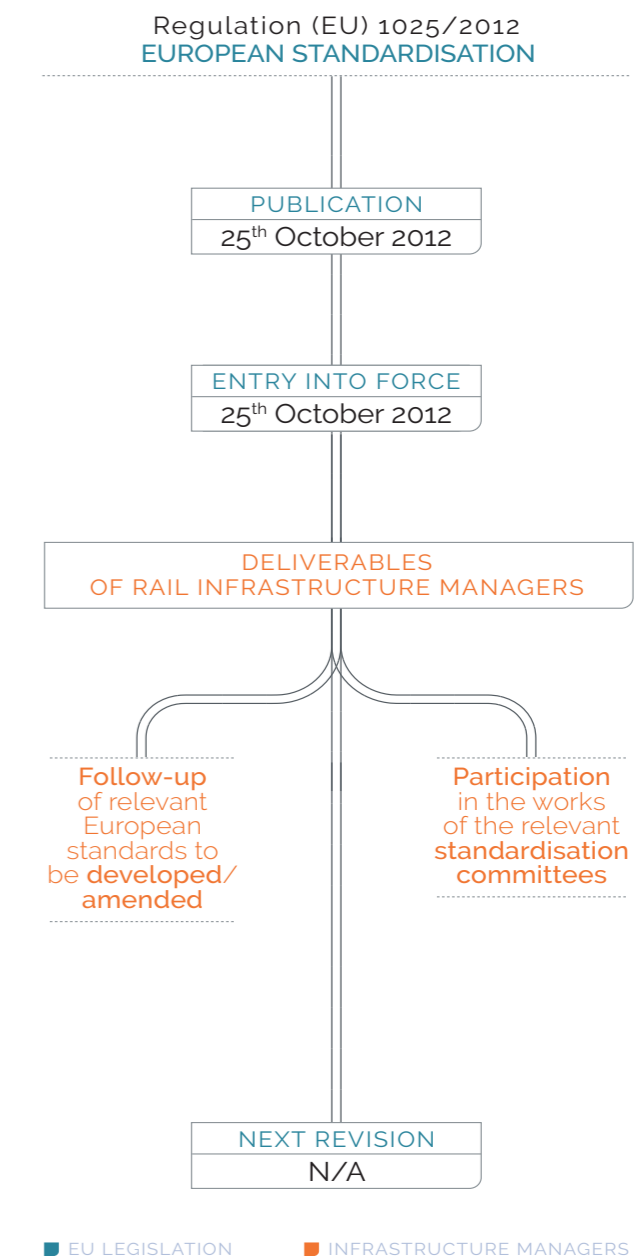 Regulation (EU) 1025/2012
EUROPEAN STANDARDISATION
PUBLICATION
25th October 2012
ENTRY INTO FORCE
25th October 2012
DELIVERABLES
OF RAIL INFRASTRUCTURE MANAGERS
Follow-up
of relevant
European
standards to
be developed/
amended
Participation
in the works
of the relevant
standardisation
committees
NEXT REVISION
N/A
EU LEGISLATION
INFRASTRUCTURE MANAGERS